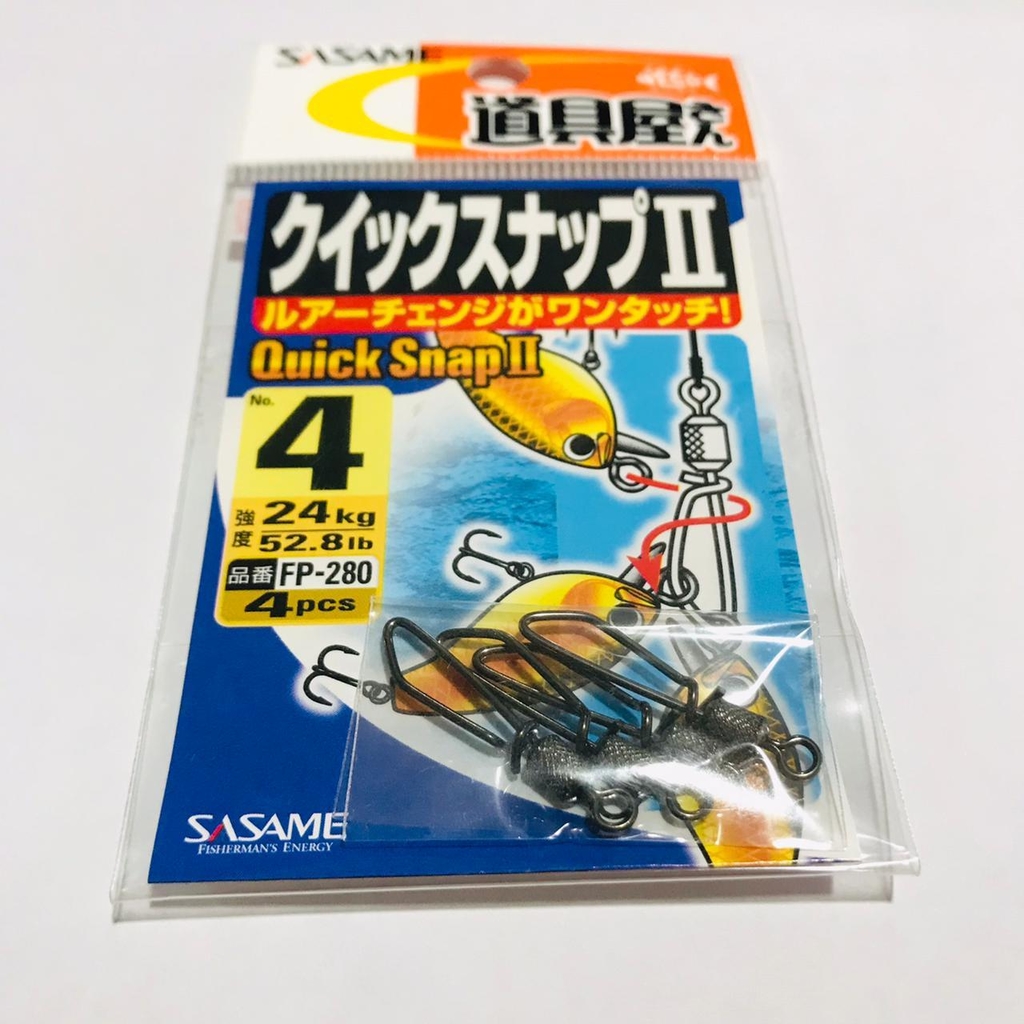 SASAME
道具屋さん
クイックスナップⅡ
ルアーチェンジがワンタッチ!
Quick SnapⅡ
No.
4
強度 24kg
52.8lb
品番 FP-280
4pcs
SASAME
FISHERMAN'S ENERGY